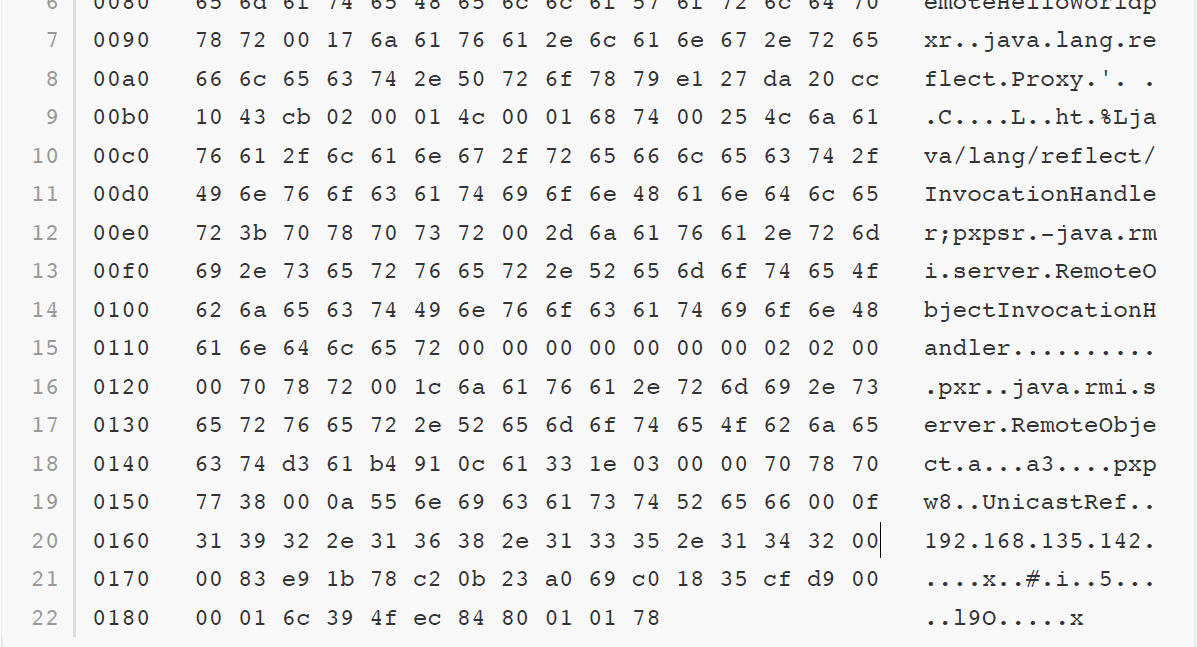 6 0080 65 6d 6f 74 65 48 65 6c 6c 6f 57 6f 72 6c 64 70 emoteHelloWorldp
7 0090 78 72 00 17 6a 61 76 61 2e 6c 61 6e 67 2e 72 65 xr..java.lang.re
8 00a0 66 6c 65 63 74 2e 50 72 6f 78 79 e1 27 da 20 cc flect.Proxy.'. .
9 00b0 10 43 cb 02 00 01 4c 00 01 68 74 00 25 4c 6a 61 .C....L..ht.%Lja
10 00c0 76 61 2f 6c 61 6e 67 2f 72 65 66 6c 65 63 74 2f va/lang/reflect/
11 00d0 49 6e 76 6f 63 61 74 69 6f 6e 48 61 6e 64 6c 65 InvocationHandle
12 00e0 72 3b 70 78 70 73 72 00 2d 6a 61 76 61 2e 72 6d r;pxpsr.-java.rm
13 00f0 69 2e 73 65 72 76 65 72 2e 52 65 6d 6f 74 65 4f i.server.RemoteO
14 0100 62 6a 65 63 74 49 6e 76 6f 63 61 74 69 6f 6e 48 bjectInvocationH
15 0110 61 6e 64 6c 65 72 00 00 00 00 00 00 00 02 02 00 andler..........
16 0120 00 70 78 72 00 1c 6a 61 76 61 2e 72 6d 69 2e 73 .pxr..java.rmi.s
17 0130 65 72 76 65 72 2e 52 65 6d 6f 74 65 4f 62 6a 65 erver.RemoteObje
18 0140 63 74 d3 61 b4 91 0c 61 33 1e 03 00 00 70 78 70 ct.a...a3....pxp
19 0150 77 38 00 0a 55 6e 69 63 61 73 74 52 65 66 00 0f w8..UnicastRef..
20 0160 31 39 32 2e 31 36 38 2e 31 33 35 2e 31 34 32 00 192.168.135.142.
21 0170 00 83 e9 1b 78 c2 0b 23 a0 69 c0 18 35 cf d9 00 ....x..#.i..5...
22 0180 00 01 6c 39 4f ec 84 80 01 01 78 ..l9O.....x